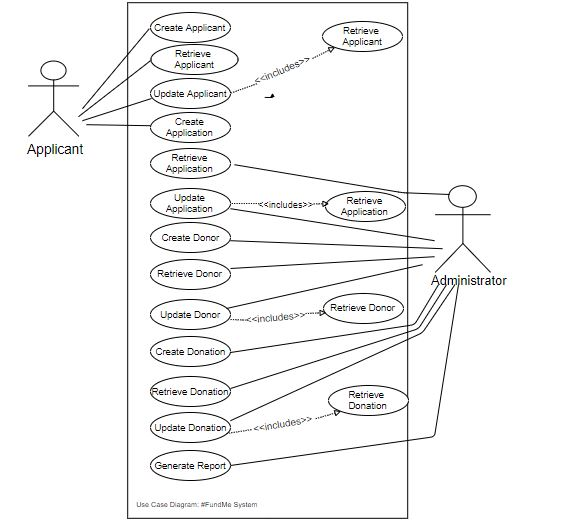 Create Applicant
Retrieve
Applicant
Retrieve
Applicant
<<includes>>
Update Applicant
Applicant
Create
Application
Retrieve
Application
Update
Application
<<includes>>
Retrieve
Application
Create Donor
Retrieve Donor
Administrator
Update Donor
<<includes>>
Retrieve Donor
Create Donation
Retrieve Donation
Retrieve
Donation
Update Donation
<<includes>>
Generate Report
Use Case Diagram: #FundMe System